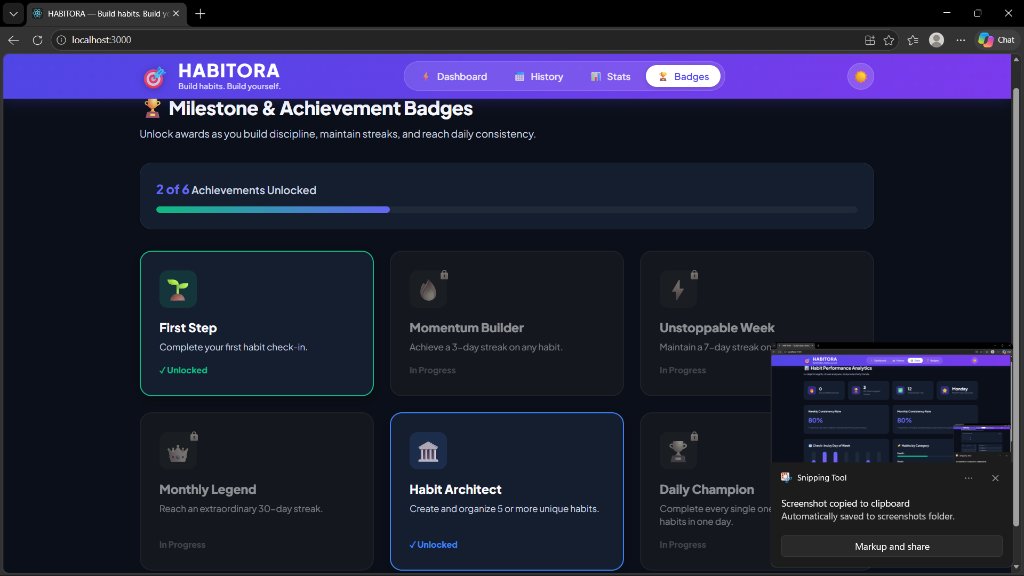 HABITORA — Build habits. Build y
localhost:3000
Chat
HABITORA
Build habits. Build yourself.
Dashboard
History
Stats
Badges
Milestone & Achievement Badges
Unlock awards as you build discipline, maintain streaks, and reach daily consistency.
2 of 6 Achievements Unlocked
First Step
Complete your first habit check-in.
✓ Unlocked
Momentum Builder
Achieve a 3-day streak on any habit.
In Progress
Unstoppable Week
Maintain a 7-day streak on
In Progress
Monthly Legend
Reach an extraordinary 30-day streak.
In Progress
Habit Architect
Create and organize 5 or more unique habits.
✓ Unlocked
Daily Champion
Complete every single one
habits in one day.
In Progress
HABITORA
Habit Performance Analytics
0
3
12
Monday
Weekly Consistency Rate
80%
80%
Snipping Tool
Screenshot copied to clipboard
Automatically saved to screenshots folder.
Markup and share